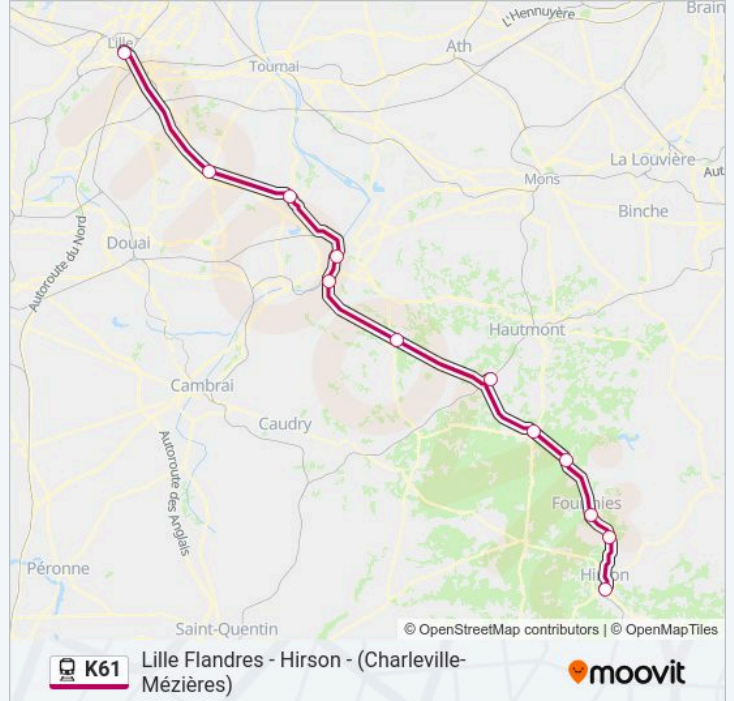 Brain
L'Hennuyère
Lille
Ath
Tournai
La Louvière
Mons
Aut
Binche
Autoroute du Nord
Douai
Hautmont
Cambrai
Caudry
Autoroute des Anglais
Péronne
Saint-Quentin
© OpenStreetMap contributors | © OpenMapTiles
K61
Lille Flandres - Hirson - (Charleville-
Mézières)
moovit